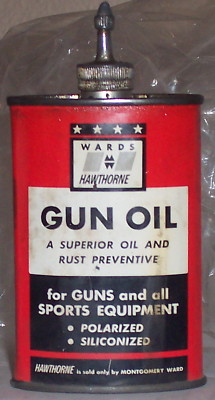 WARDS
HAWTHORNE
GUN OIL
A SUPERIOR OIL AND
RUST PREVENTIVE
for GUNS and all
SPORTS EQUIPMENT
• POLARIZED
• SILICONIZED
HAWTHORNE is sold only by MONTGOMERY WARD